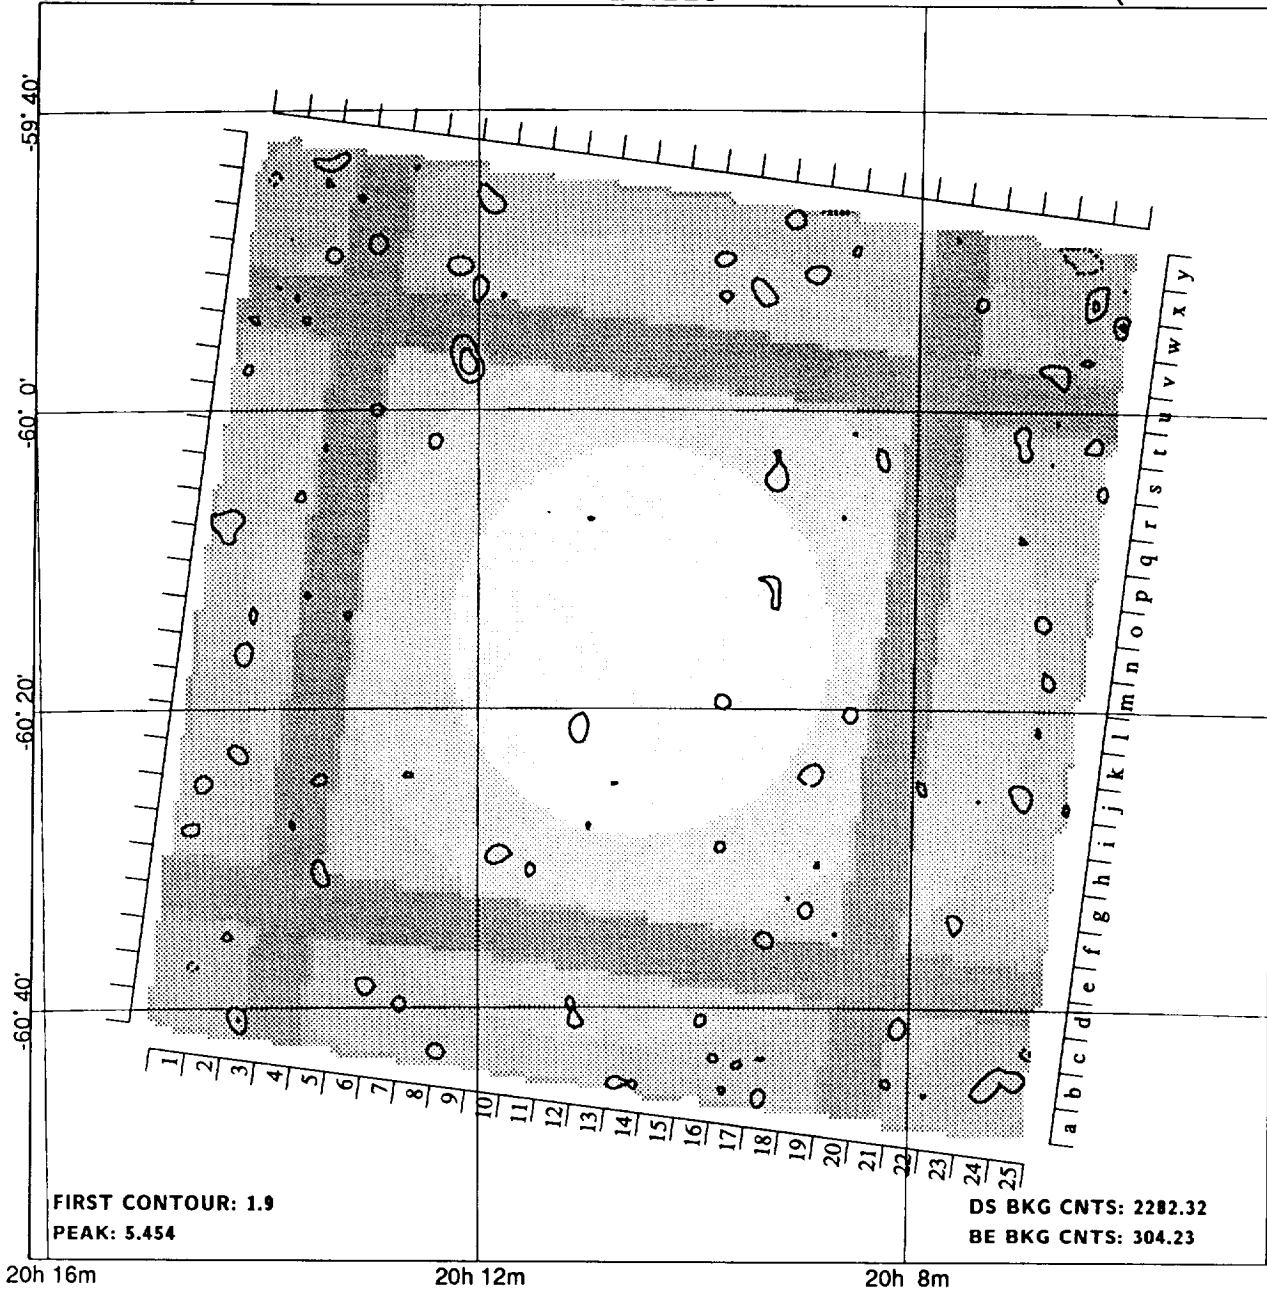 -59° 40'
-60° 0'
-60° 20'
-60° 40'
y
x
w
v
u
t
s
r
q
p
o
n
m
l
k
j
i
h
g
f
e
d
c
b
a
1 2 3 4 5 6 7 8 9 10 11 12 13 14 15 16 17 18 19 20 21 22 23 24 25
FIRST CONTOUR: 1.9
PEAK: 5.454
DS BKG CNTS: 2282.32
BE BKG CNTS: 304.23
20h 16m 20h 12m 20h 8m